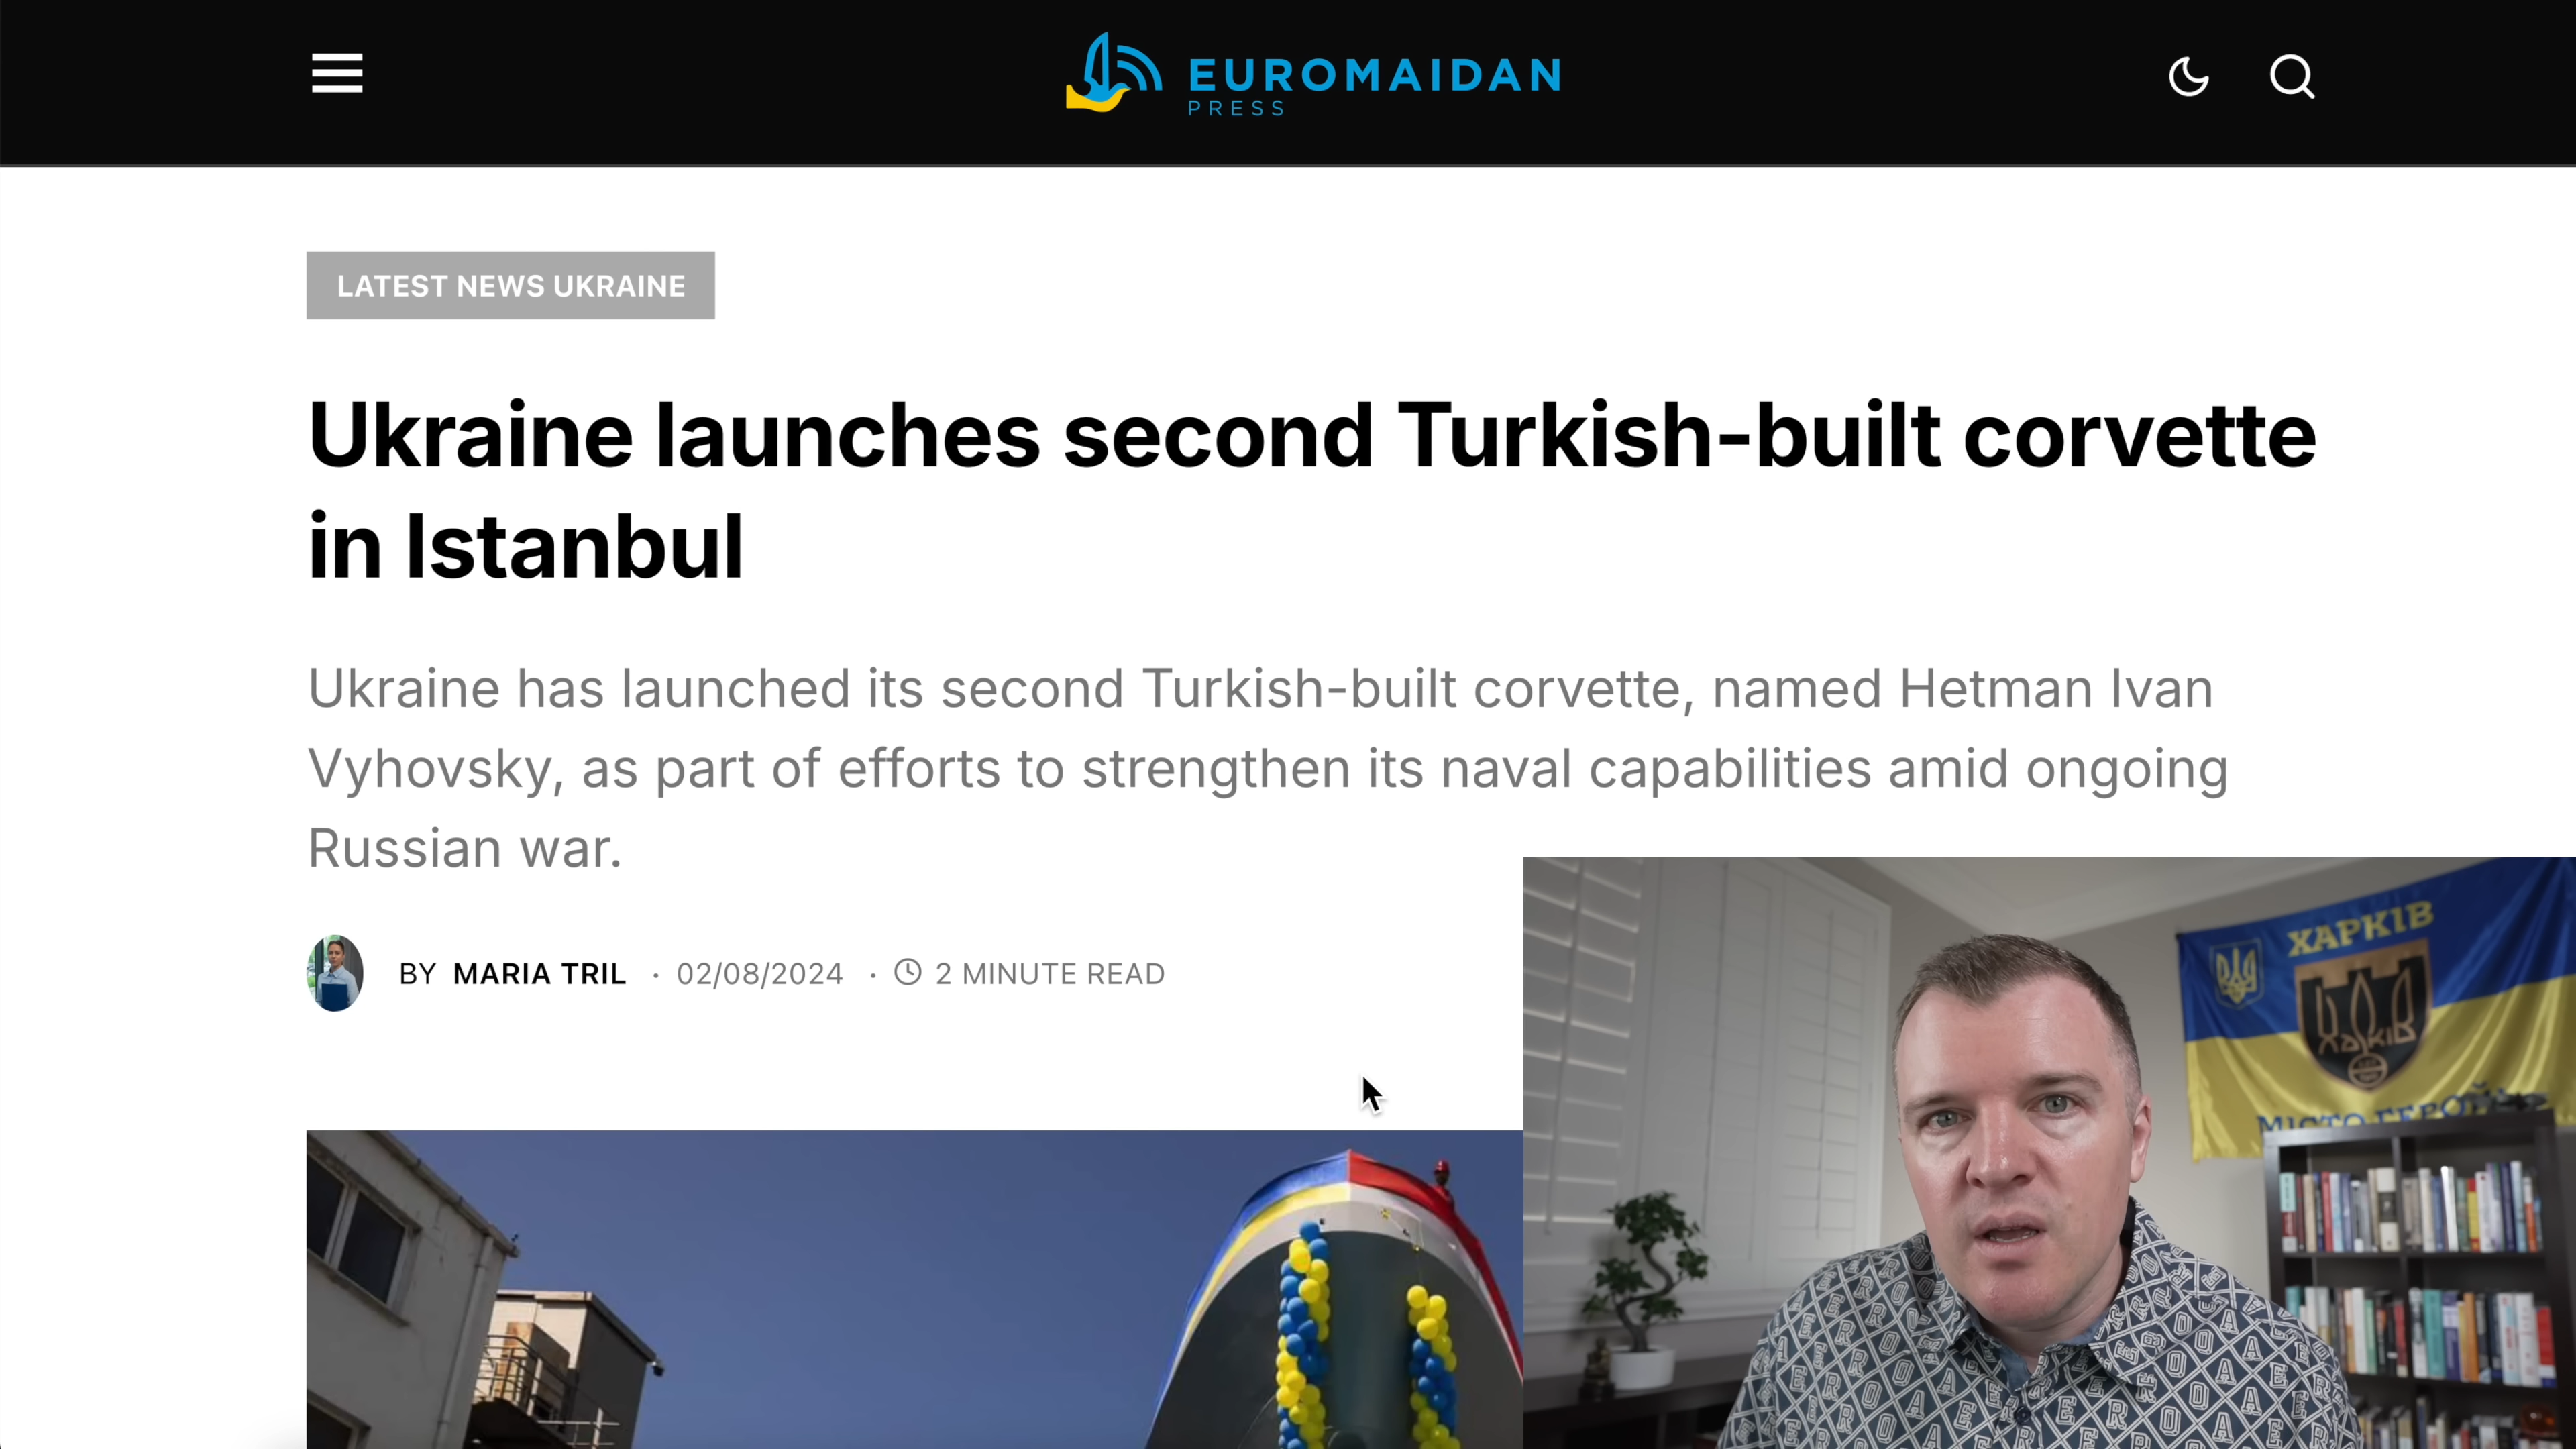 EUROMAIDAN
PRESS
LATEST NEWS UKRAINE
Ukraine launches second Turkish-built corvette
in Istanbul
Ukraine has launched its second Turkish-built corvette, named Hetman Ivan
Vyhovsky, as part of efforts to strengthen its naval capabilities amid ongoing
Russian war.
BY MARIA TRIL · 02/08/2024 · 2 MINUTE READ
ХАРКІВ
Харків